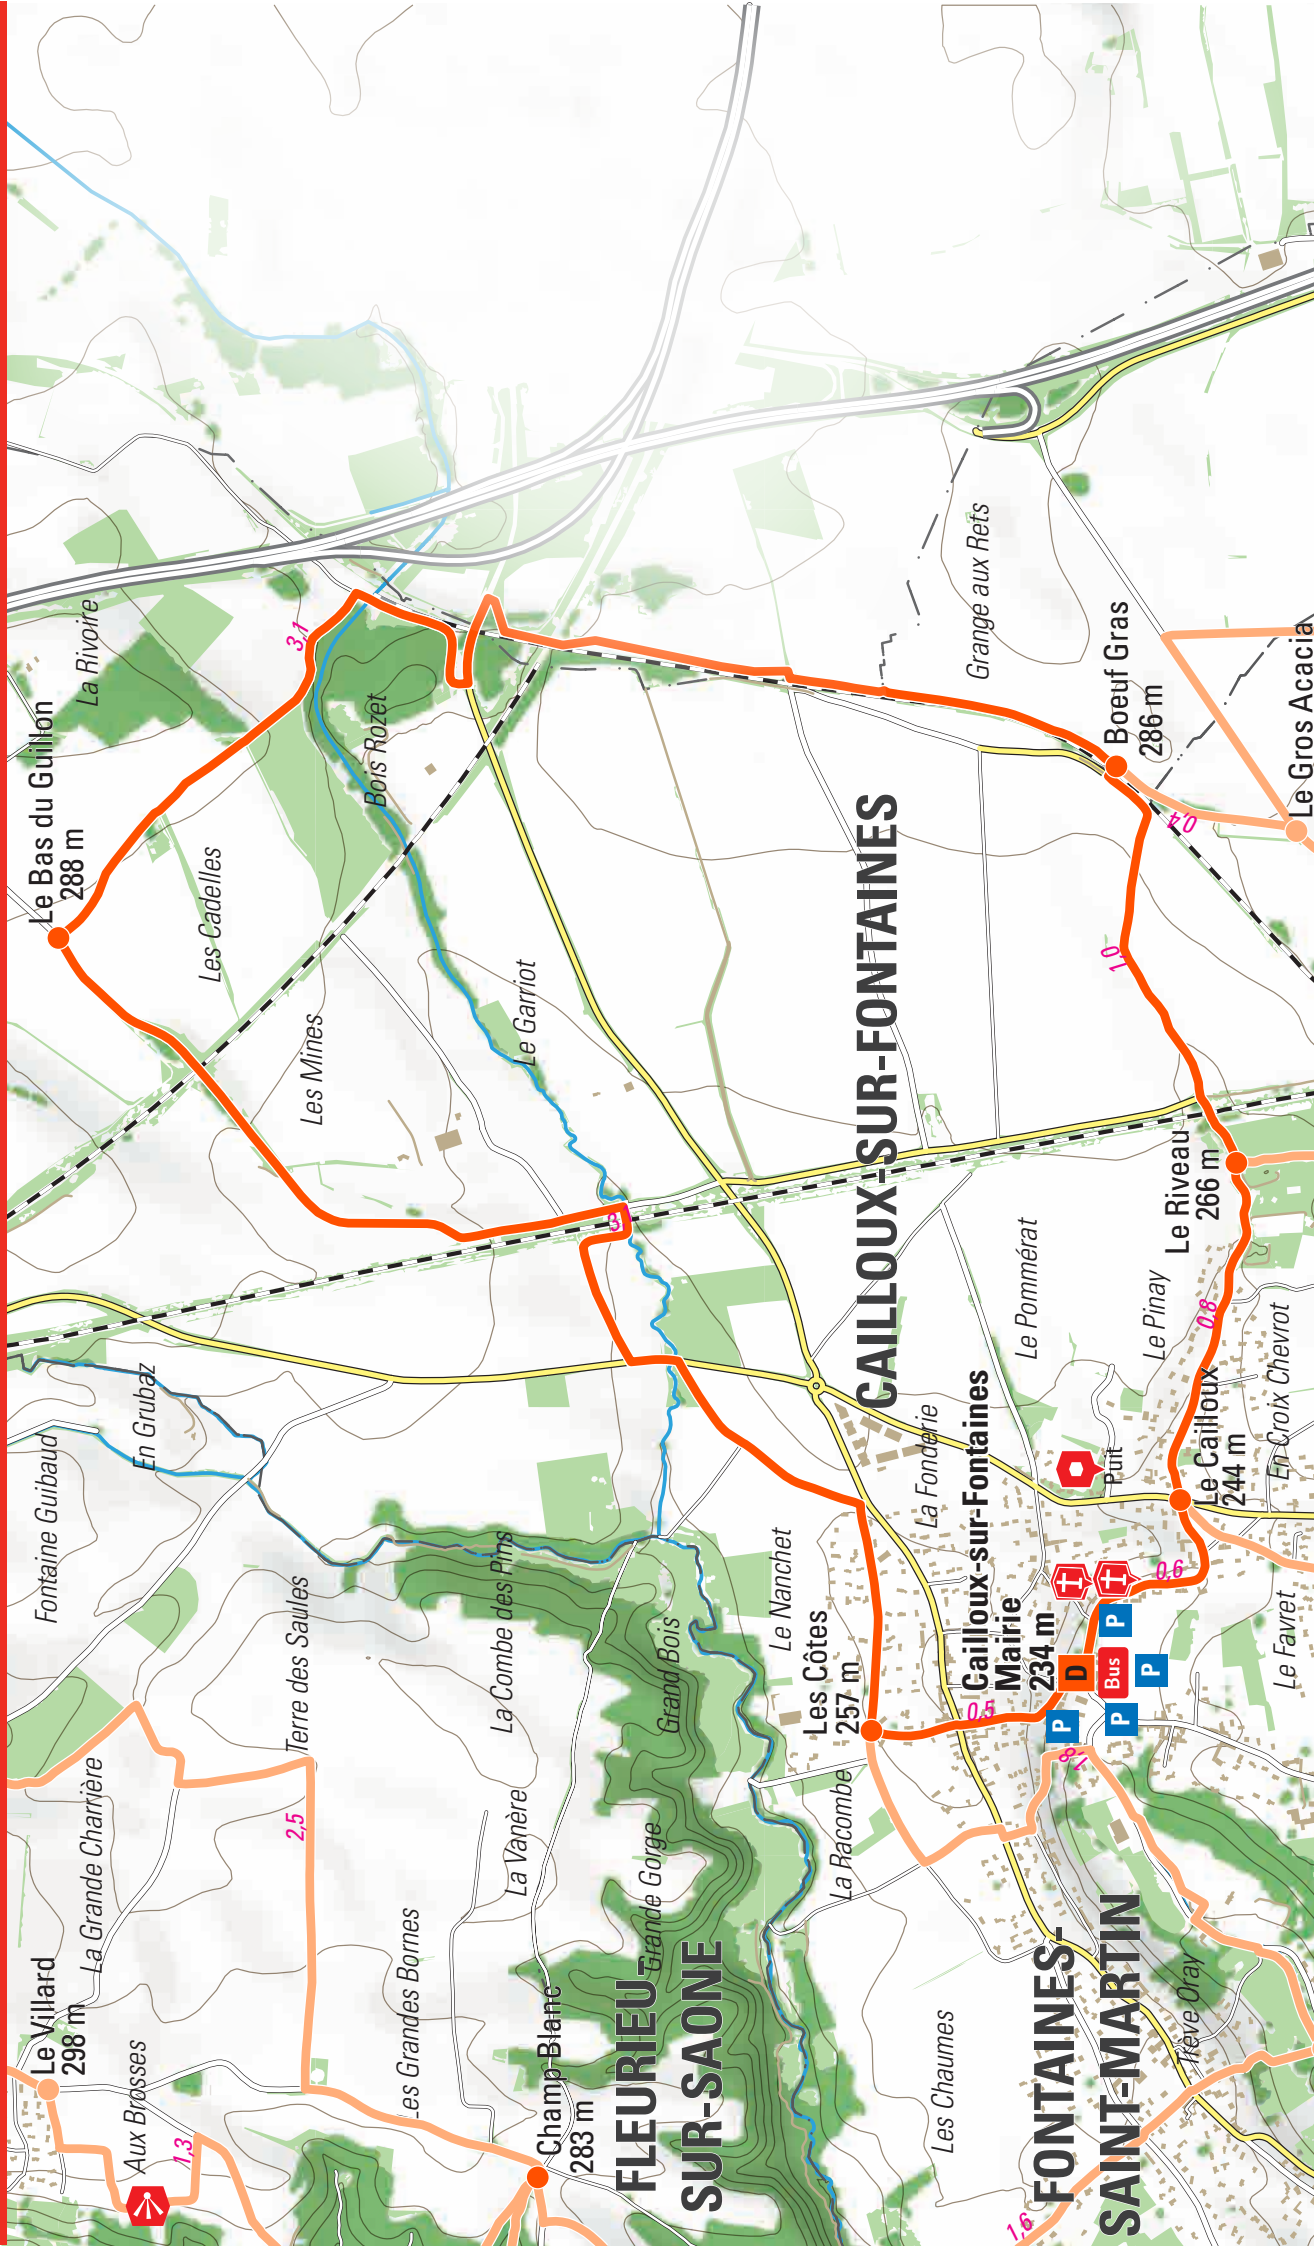 Le Villard
298 m
Aux Brosses
1,3
La Grande Charrière
2,5
Terre des Saules
Les Grandes Bornes
Champ Blanc
283 m
La Vanère
La Combe des Pins
FLEURIEU-
SUR-SAONE
Grande Gorge
Grand Bois
Fontaine Guibaud
En Grubaz
Le Bas du Guillon
288 m
La Rivoire
3,1
Les Cadelles
Les Mines
Bois Rozet
Le Garriot
3,1
Le Nanchet
Les Côtes
257 m
La Racombe
0,5
Les Chaumes
FONTAINES-
SAINT-MARTIN
Trêve Oray
1,6
1,8
CAILLOUX-SUR-FONTAINES
La Fonderie
Cailloux-sur-Fontaines
Mairie
234 m
D
P
P
P
P
Bus
0,6
Puit
Le Pommérat
Le Pinay
Le Cailloux
244 m
0,8
En Croix Chevrot
Le Favret
Le Riveau
266 m
1,0
Grange aux Rets
Boeuf Gras
286 m
0,4
Le Gros Acacia